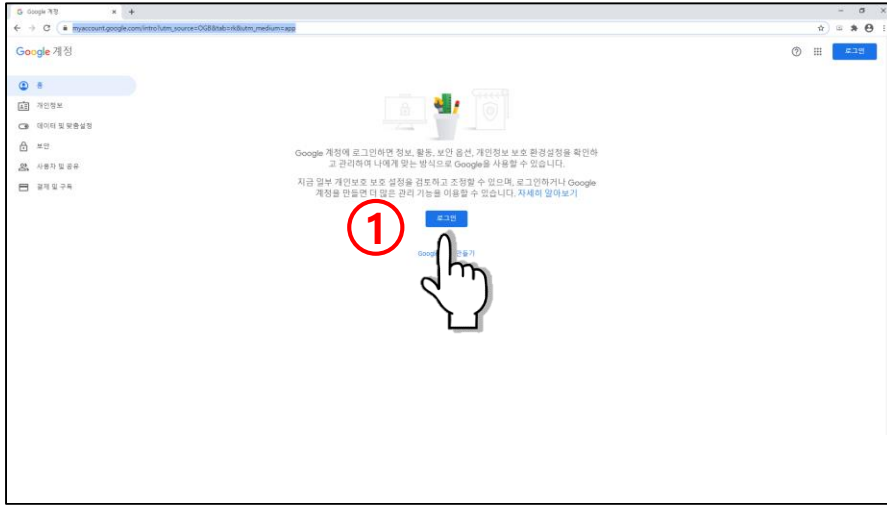 Google 계정
myaccount.google.com/intro?utm_source=OGB&tab=rk&utm_medium=app
Google 계정
로그인
홈
개인정보
데이터 및 맞춤설정
보안
사용자 및 공유
결제 및 구독
Google 계정에 로그인하면 정보, 활동, 보안 옵션, 개인정보 보호 환경설정을 확인하
고 관리하여 나에게 맞는 방식으로 Google을 사용할 수 있습니다.
지금 일부 개인보호 보호 설정을 검토하고 조정할 수 있으며, 로그인하거나 Google
계정을 만들면 더 많은 관리 기능을 이용할 수 있습니다. 자세히 알아보기
로그인
1
만들기